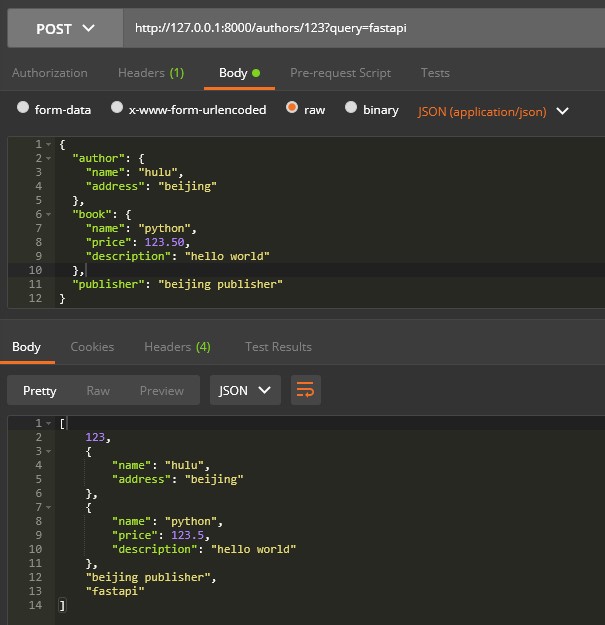 POST http://127.0.0.1:8000/authors/123?query=fastapi
Authorization Headers (1) Body Pre-request Script Tests
form-data x-www-form-urlencoded raw binary JSON (application/json)
1 {
2 "author": {
3 "name": "hulu",
4 "address": "beijing"
5 },
6 "book": {
7 "name": "python",
8 "price": 123.50,
9 "description": "hello world"
10 },
11 "publisher": "beijing publisher"
12 }
Body Cookies Headers (4) Test Results
Pretty Raw Preview JSON
1 [
2 123,
3 {
4 "name": "hulu",
5 "address": "beijing"
6 },
7 {
8 "name": "python",
9 "price": 123.5,
10 "description": "hello world"
11 },
12 "beijing publisher",
13 "fastapi"
14 ]